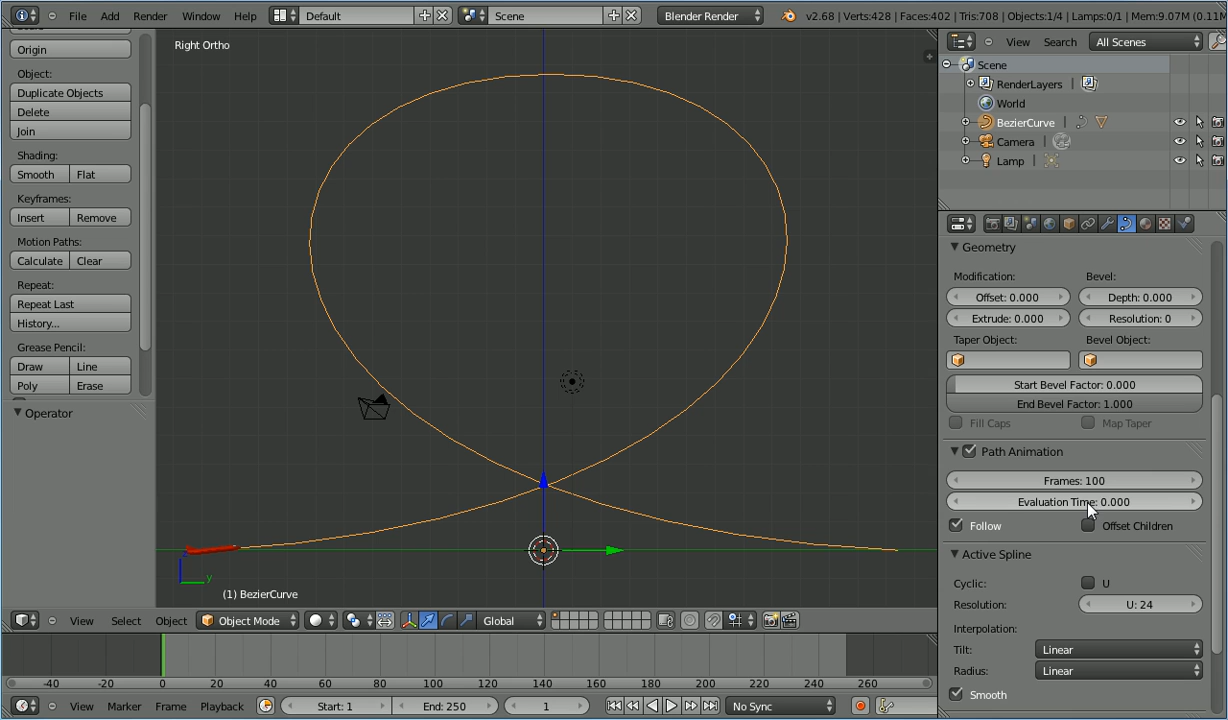 File Add Render Window Help Default Scene Blender Render v2.68 | Verts:428 | Faces:402 | Tris:708 | Objects:1/4 | Lamps:0/1 | Mem:9.07M (0.11M
Origin
Object:
Duplicate Objects
Delete
Join
Shading:
Smooth Flat
Keyframes:
Insert Remove
Motion Paths:
Calculate Clear
Repeat:
Repeat Last
History...
Grease Pencil:
Draw Line
Poly Erase
Operator
Right Ortho
y
(1) BezierCurve
View Select Object Object Mode Global
-40 -20 0 20 40 60 80 100 120 140 160 180 200 220 240 260
View Marker Frame Playback Start: 1 End: 250 1 No Sync
View Search All Scenes
Scene
RenderLayers
World
BezierCurve
Camera
Lamp
Geometry
Modification: Bevel:
Offset: 0.000 Depth: 0.000
Extrude: 0.000 Resolution: 0
Taper Object: Bevel Object:
Start Bevel Factor: 0.000
End Bevel Factor: 1.000
Fill Caps Map Taper
Path Animation
Frames: 100
Evaluation Time: 0.000
Follow Offset Children
Active Spline
Cyclic: U
Resolution: U: 24
Interpolation:
Tilt: Linear
Radius: Linear
Smooth